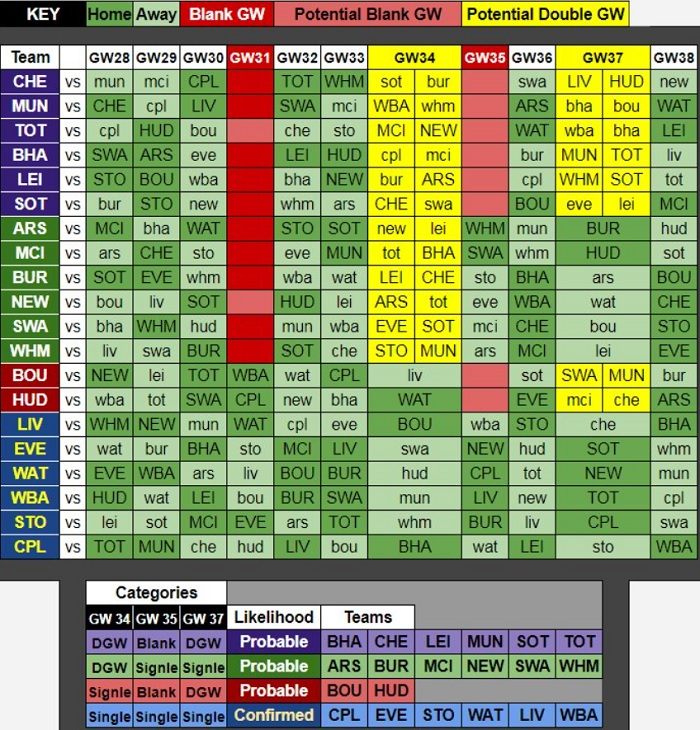 KEY Home Away Blank GW Potential Blank GW Potential Double GW
Team GW28 GW29 GW30 GW31 GW32 GW33 GW34 GW35 GW36 GW37 GW38
CHE vs mun mci CPL TOT WHM sot bur swa LIV HUD new
MUN vs CHE cpl LIV SWA mci WBA whm ARS bha bou WAT
TOT vs cpl HUD bou che sto MCI NEW WAT wba bha LEI
BHA vs SWA ARS eve LEI HUD cpl mci bur MUN TOT liv
LEI vs STO BOU wba bha NEW bur ARS cpl WHM SOT tot
SOT vs bur STO new whm ars CHE swa BOU eve lei MCI
ARS vs MCI bha WAT STO SOT new lei WHM mun BUR hud
MCI vs ars CHE sto eve MUN tot BHA SWA whm HUD sot
BUR vs SOT EVE whm wba wat LEI CHE sto BHA ars BOU
NEW vs bou liv SOT HUD lei ARS tot eve WBA wat CHE
SWA vs bha WHM hud mun wba EVE SOT mci CHE bou STO
WHM vs liv swa BUR SOT che STO MUN ars MCI lei EVE
BOU vs NEW lei TOT WBA wat CPL liv sot SWA MUN bur
HUD vs wba tot SWA CPL new bha WAT EVE mci che ARS
LIV vs WHM NEW mun WAT cpl eve BOU wba STO che BHA
EVE vs wat bur BHA sto MCI LIV swa NEW hud SOT whm
WAT vs EVE WBA ars liv BOU BUR hud CPL tot NEW mun
WBA vs HUD wat LEI bou BUR SWA mun LIV new TOT cpl
STO vs lei sot MCI EVE ars TOT whm BUR liv CPL swa
CPL vs TOT MUN che hud LIV bou BHA wat LEI sto WBA
Categories
GW 34 GW 35 GW 37 Likelihood Teams
DGW Blank DGW Probable BHA CHE LEI MUN SOT TOT
DGW Signle Signle Probable ARS BUR MCI NEW SWA WHM
Signle Blank DGW Probable BOU HUD
Single Single Single Confirmed CPL EVE STO WAT LIV WBA